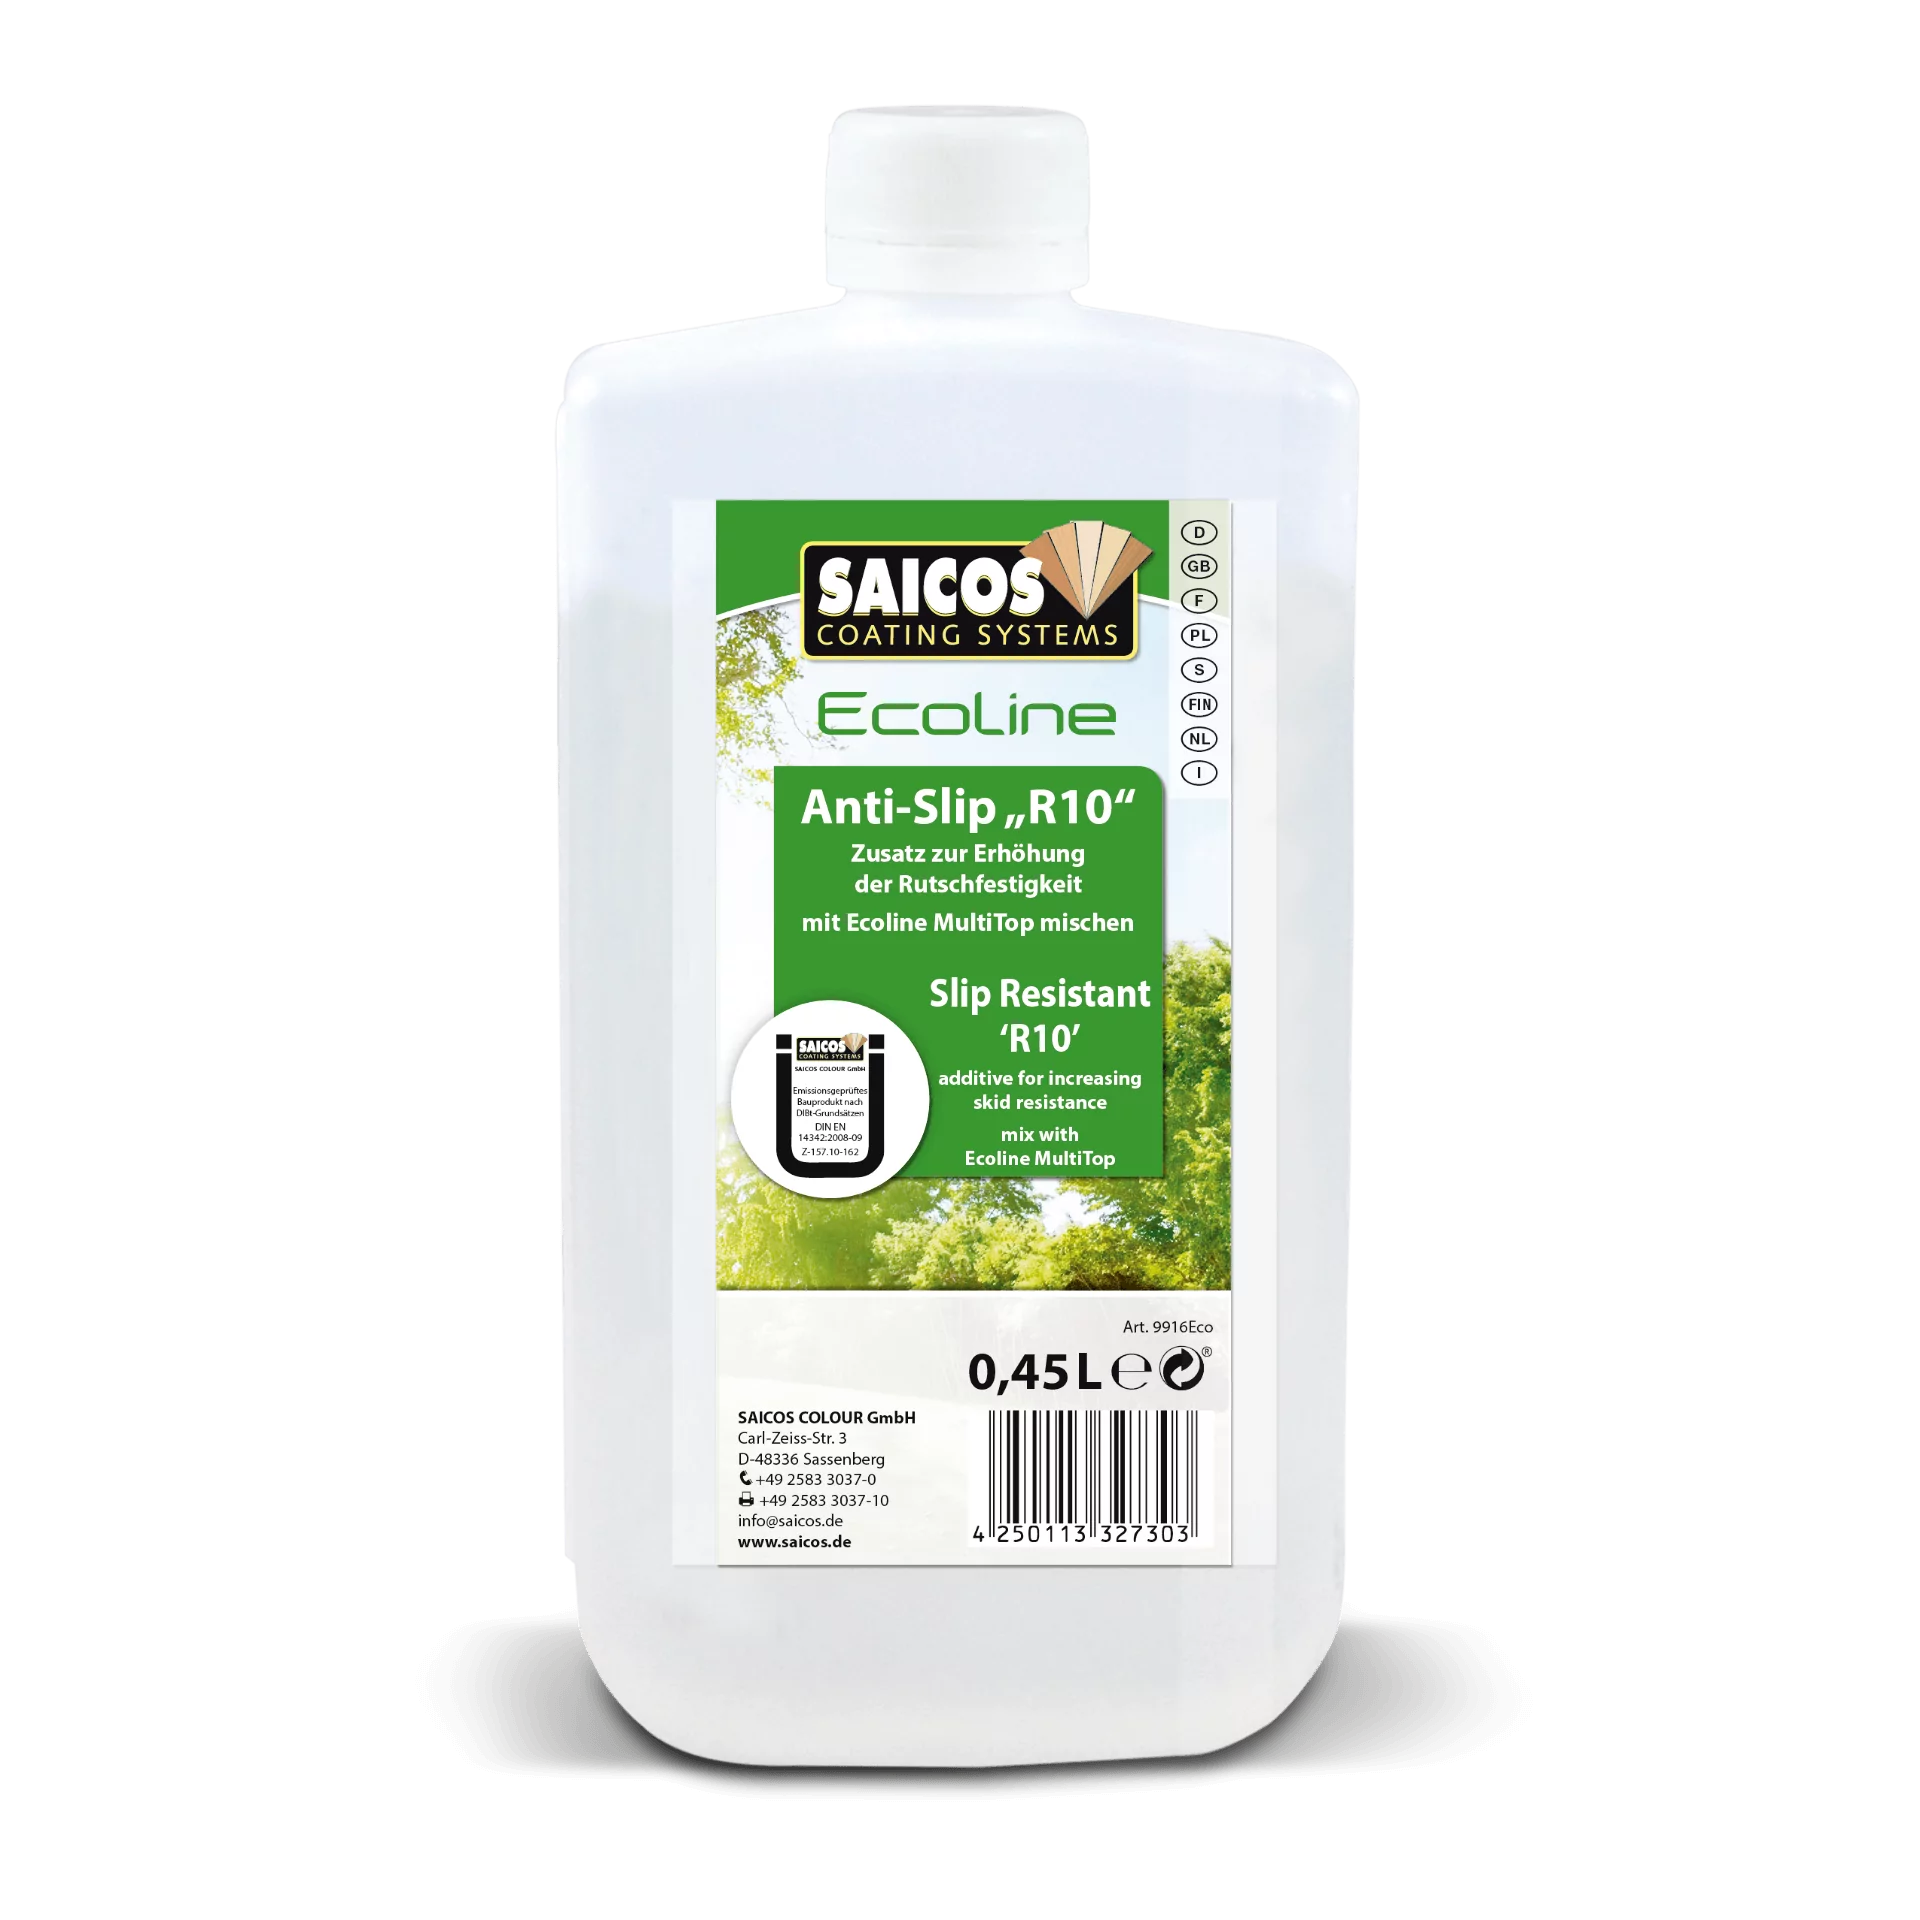 SAICOS
COATING SYSTEMS
Ecoline
D
GB
F
PL
S
FIN
NL
I
Anti-Slip „R10“
Zusatz zur Erhöhung
der Rutschfestigkeit
mit Ecoline MultiTop mischen
Slip Resistant
‘R10’
additive for increasing
skid resistance
mix with
Ecoline MultiTop
SAICOS
COATING SYSTEMS
SAICOS COLOUR GmbH
Emissionsgeprüftes
Bauprodukt nach
DIBt-Grundsätzen
DIN EN
14342:2008-09
Z-157.10-162
Art. 9916Eco
0,45 L ℮ ®
SAICOS COLOUR GmbH
Carl-Zeiss-Str. 3
D-48336 Sassenberg
+49 2583 3037-0
+49 2583 3037-10
info@saicos.de
www.saicos.de
4 250113 327303